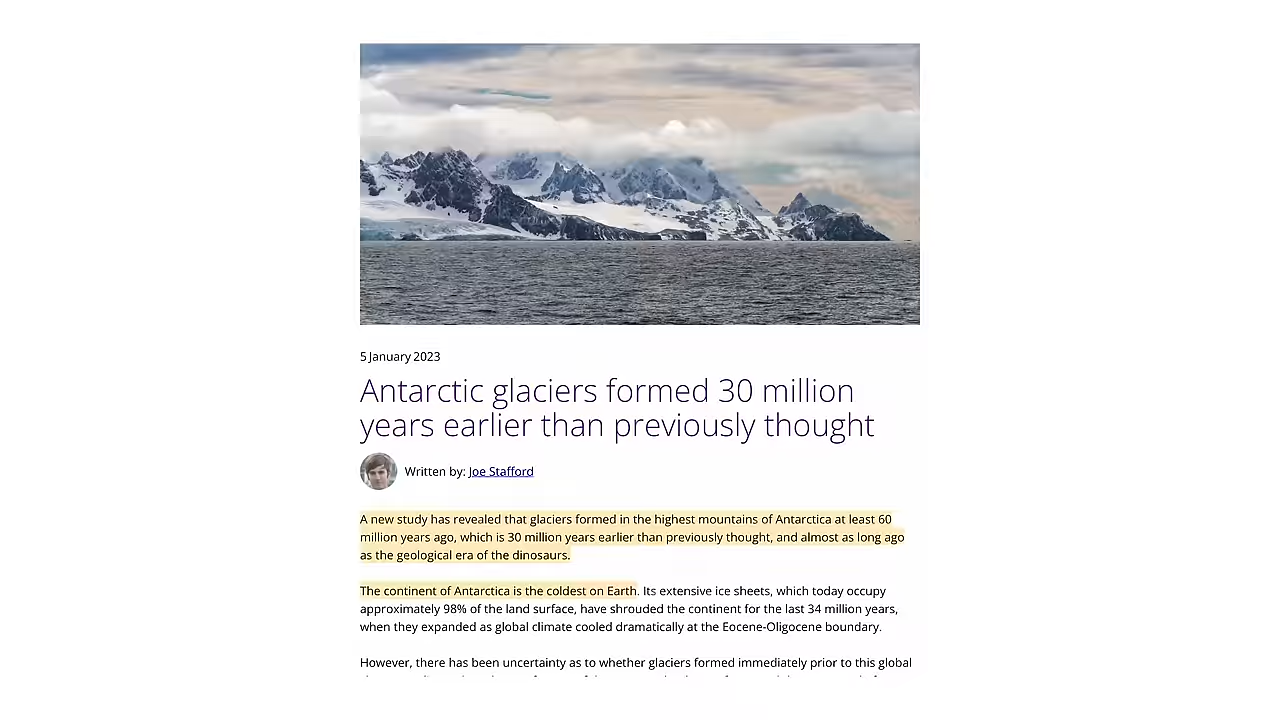 5 January 2023
Antarctic glaciers formed 30 million
years earlier than previously thought
Written by: Joe Stafford
A new study has revealed that glaciers formed in the highest mountains of Antarctica at least 60
million years ago, which is 30 million years earlier than previously thought, and almost as long ago
as the geological era of the dinosaurs.
The continent of Antarctica is the coldest on Earth. Its extensive ice sheets, which today occupy
approximately 98% of the land surface, have shrouded the continent for the last 34 million years,
when they expanded as global climate cooled dramatically at the Eocene-Oligocene boundary.
However, there has been uncertainty as to whether glaciers formed immediately prior to this global